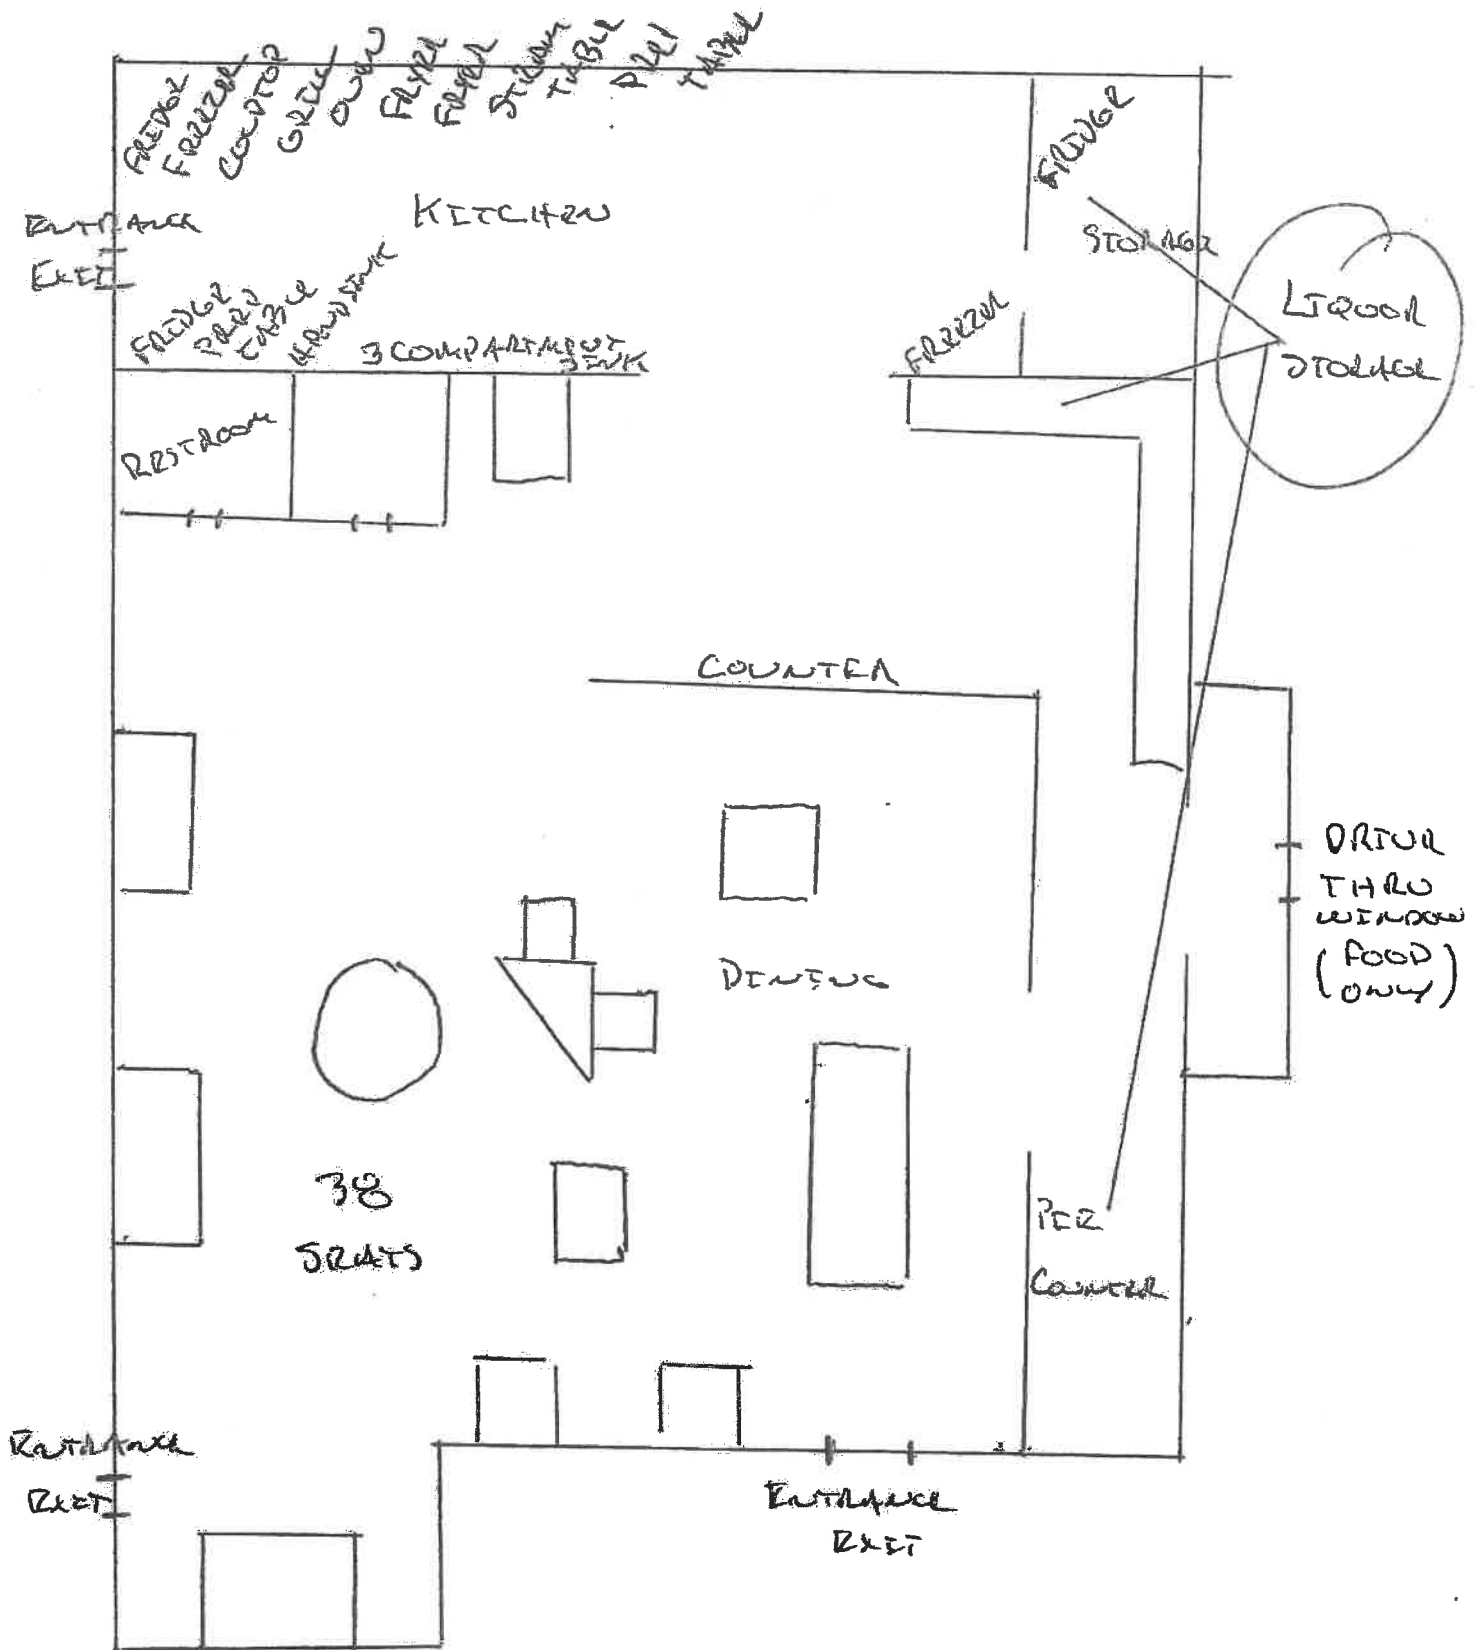 FRIDGE
FREEZER
COLDTOP
GRILL
OVEN
FRYER
FRYER
STEAM
TABLE
PREP
TABLE
FRIDGE
ENTRANCE
EXIT
KITCHEN
STORAGE
LIQUOR
STORAGE
FRIDGE
PREP
TABLE
HANDSINK
3 COMPARTMENT
SINK
FREEZER
RESTROOM
COUNTER
DRIVE
THRU
WINDOW
(FOOD
ONLY)
DINING
38
SEATS
PIE
COUNTER
ENTRANCE
EXIT
ENTRANCE
EXIT